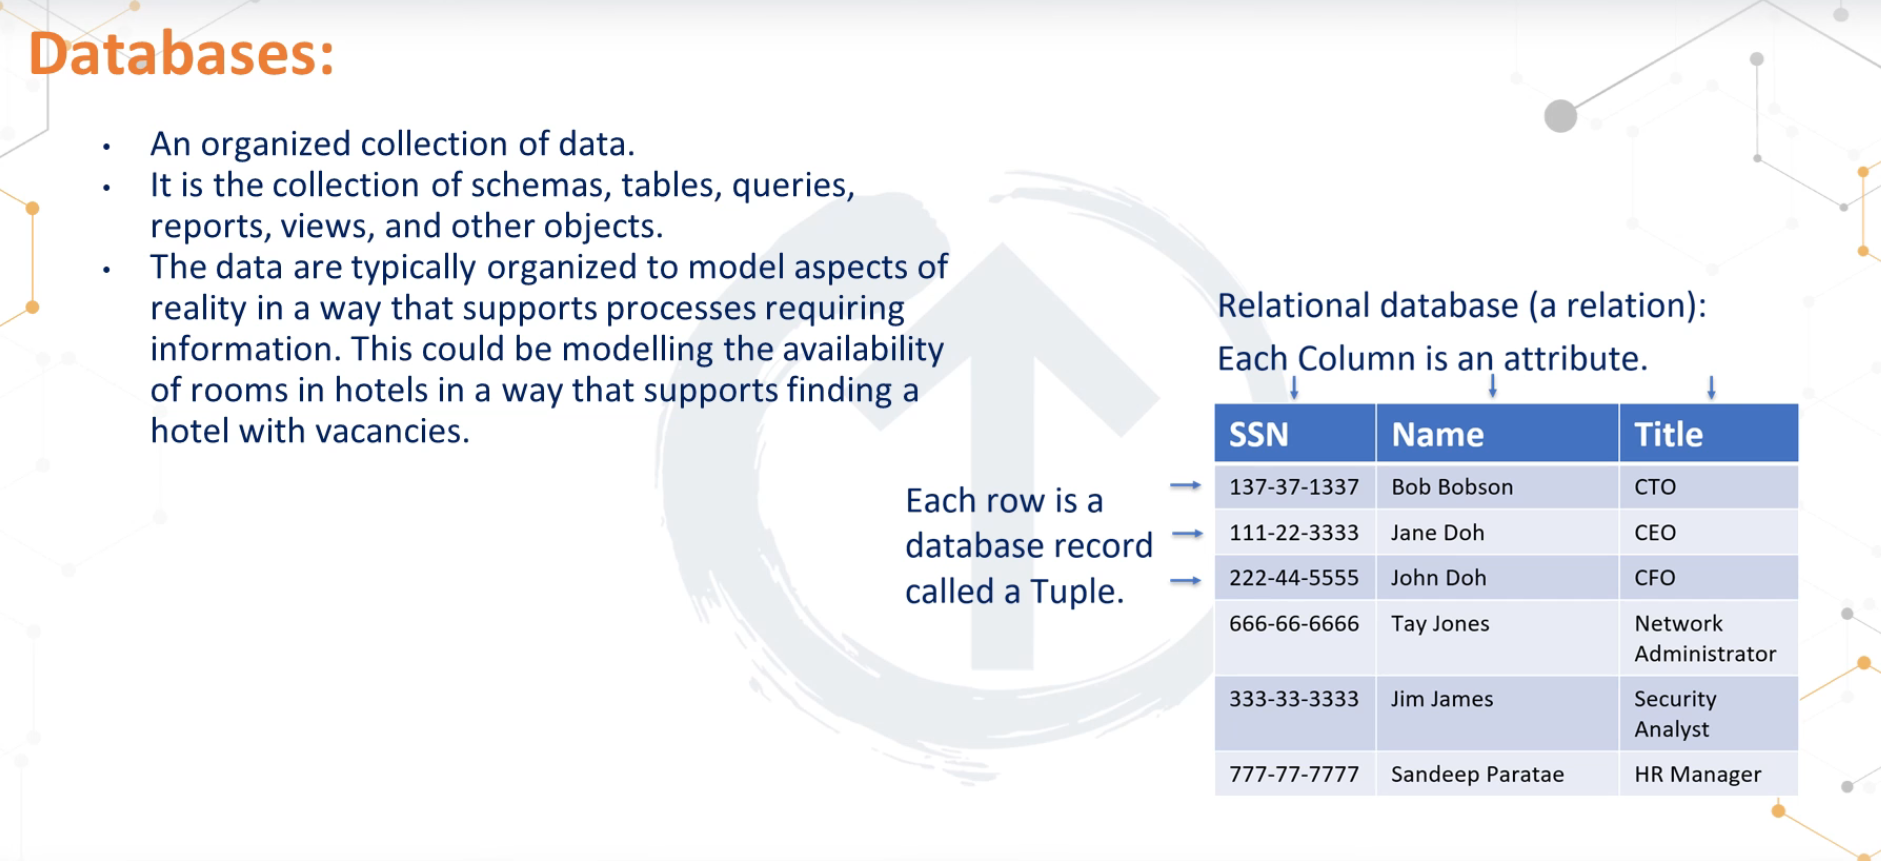 Databases:
• An organized collection of data.
• It is the collection of schemas, tables, queries,
reports, views, and other objects.
• The data are typically organized to model aspects of
reality in a way that supports processes requiring
information. This could be modelling the availability
of rooms in hotels in a way that supports finding a
hotel with vacancies.
Relational database (a relation):
Each Column is an attribute.
Each row is a
database record
called a Tuple.
SSN Name Title
137-37-1337 Bob Bobson CTO
111-22-3333 Jane Doh CEO
222-44-5555 John Doh CFO
666-66-6666 Tay Jones Network
Administrator
333-33-3333 Jim James Security
Analyst
777-77-7777 Sandeep Paratae HR Manager